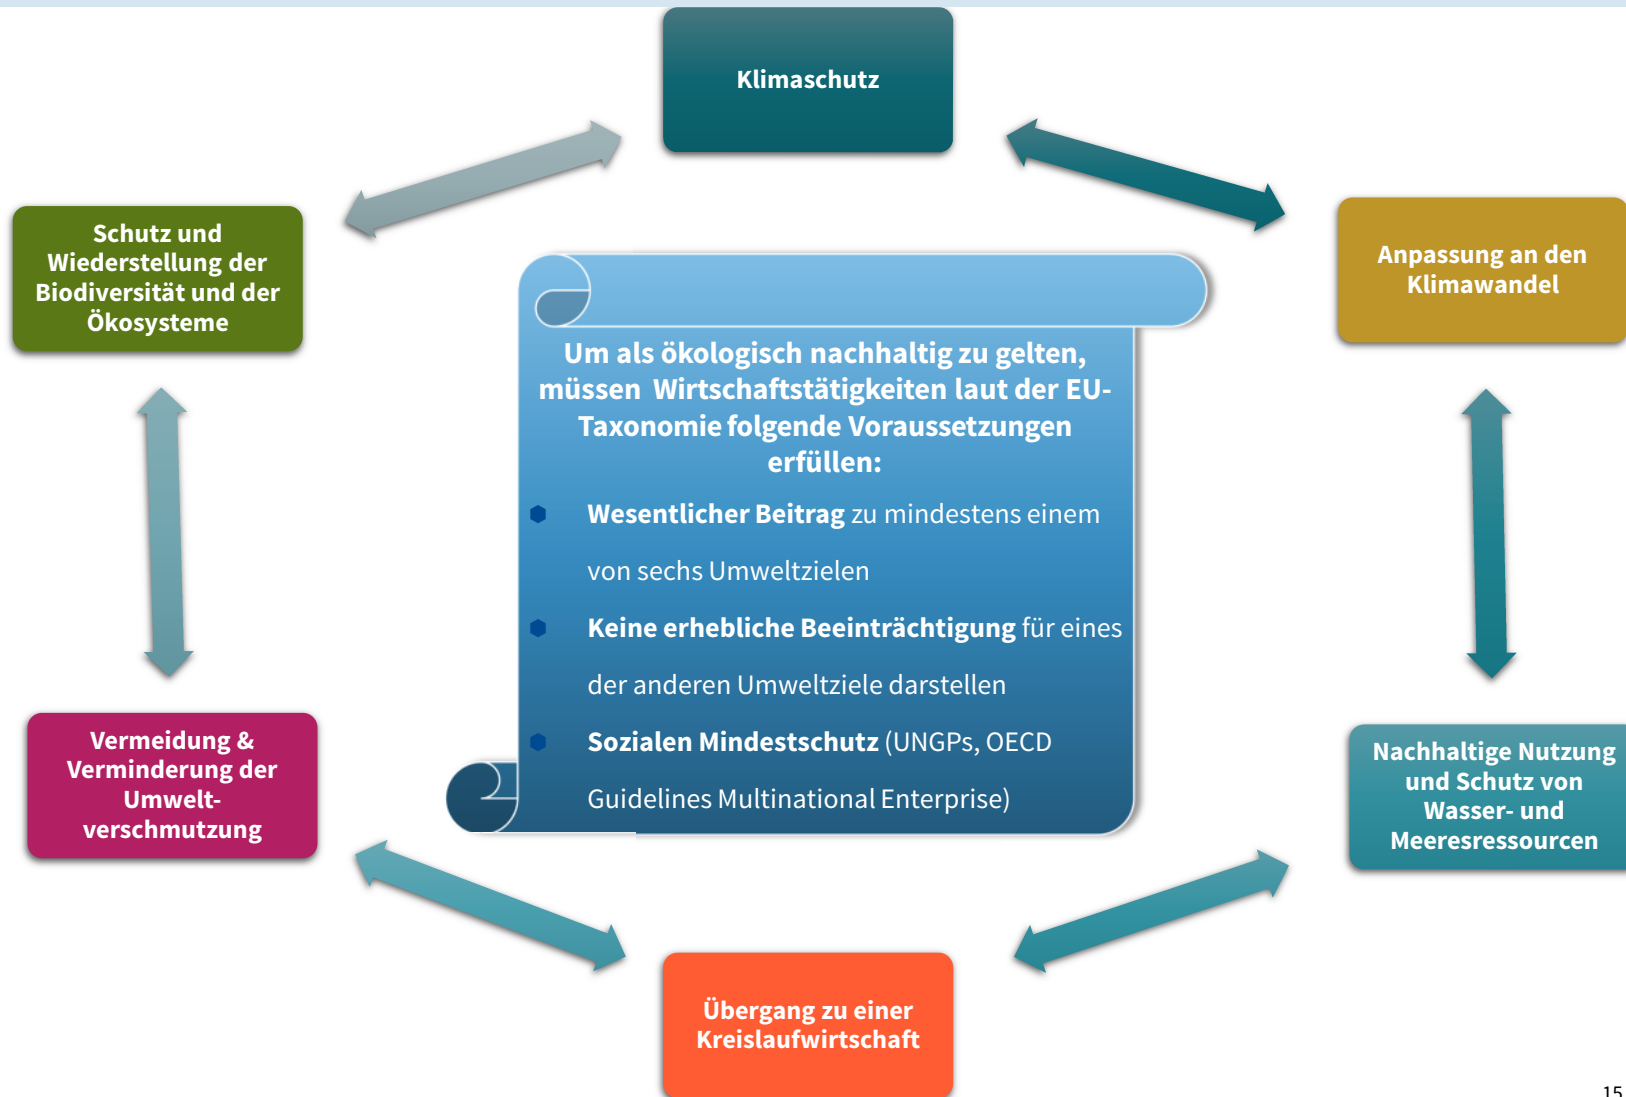 Klimaschutz
Schutz und
Wiederstellung der
Biodiversität und der
Ökosysteme
Anpassung an den
Klimawandel
Um als ökologisch nachhaltig zu gelten,
müssen Wirtschaftstätigkeiten laut der EU-
Taxonomie folgende Voraussetzungen
erfüllen:
Wesentlicher Beitrag zu mindestens einem
von sechs Umweltzielen
Keine erhebliche Beeinträchtigung für eines
der anderen Umweltziele darstellen
Sozialen Mindestschutz (UNGPs, OECD
Guidelines Multinational Enterprise)
Vermeidung &
Verminderung der
Umwelt-
verschmutzung
Nachhaltige Nutzung
und Schutz von
Wasser- und
Meeresressourcen
Übergang zu einer
Kreislaufwirtschaft
15